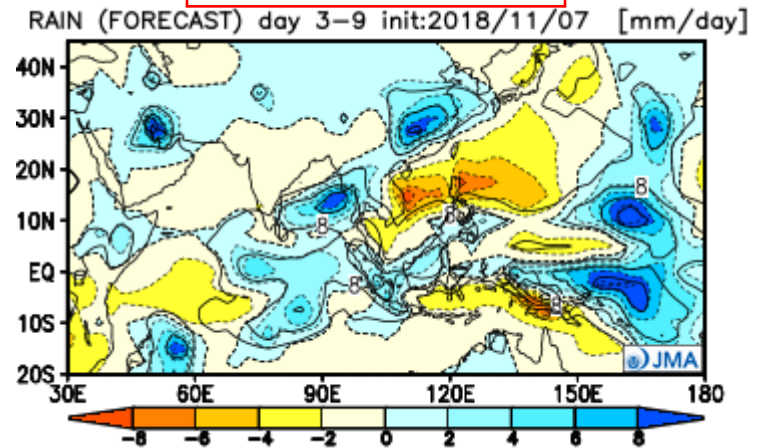 RAIN (FORECAST) day 3-9 init:2018/11/07 [mm/day]
40N
30N
20N
10N
EQ
10S
20S
8
8
8
8
8
8
30E 60E 90E 120E 150E 180
JMA
-8 -6 -4 -2 0 2 4 6 8